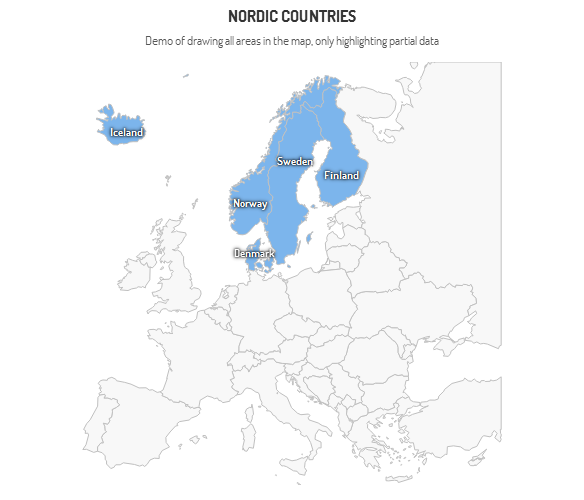 NORDIC COUNTRIES
Demo of drawing all areas in the map, only highlighting partial data
Iceland
Sweden
Finland
Norway
Denmark